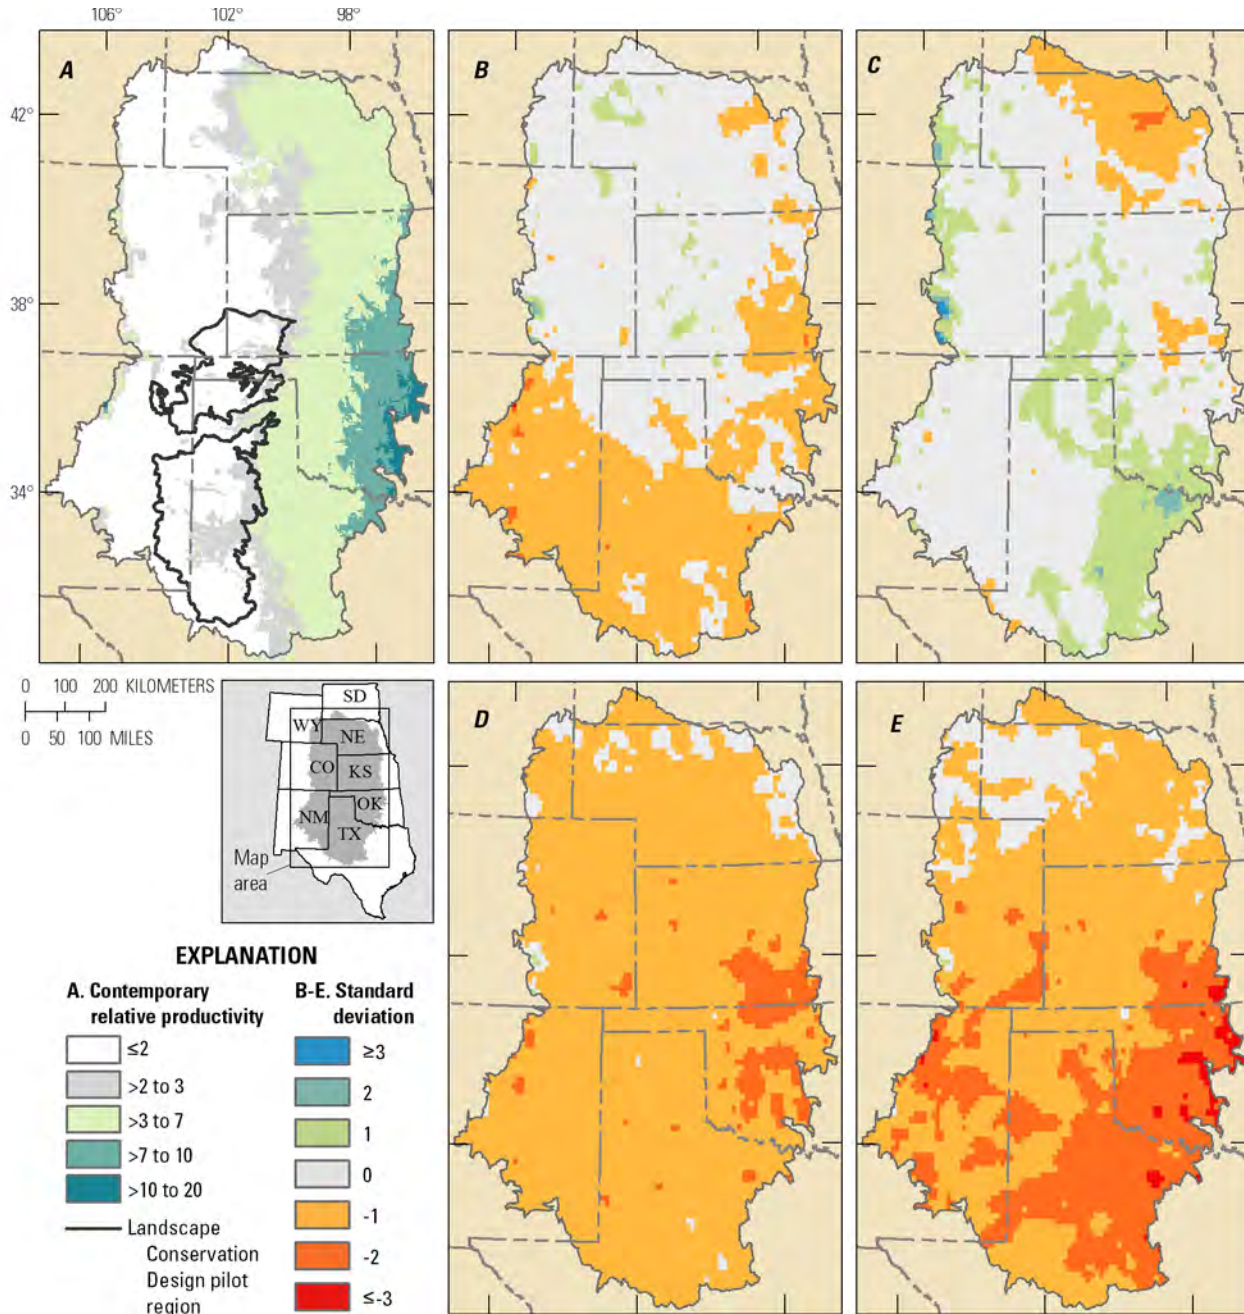 106° 102° 98°
A
B
C
42°
38°
34°
0 100 200 KILOMETERS
0 50 100 MILES
SD
WY
NE
CO
KS
OK
NM
TX
Map
area
D
E
EXPLANATION
A. Contemporary
relative productivity
≤2
>2 to 3
>3 to 7
>7 to 10
>10 to 20
Landscape
Conservation
Design pilot
region
B-E. Standard
deviation
≥3
2
1
0
-1
-2
≤-3